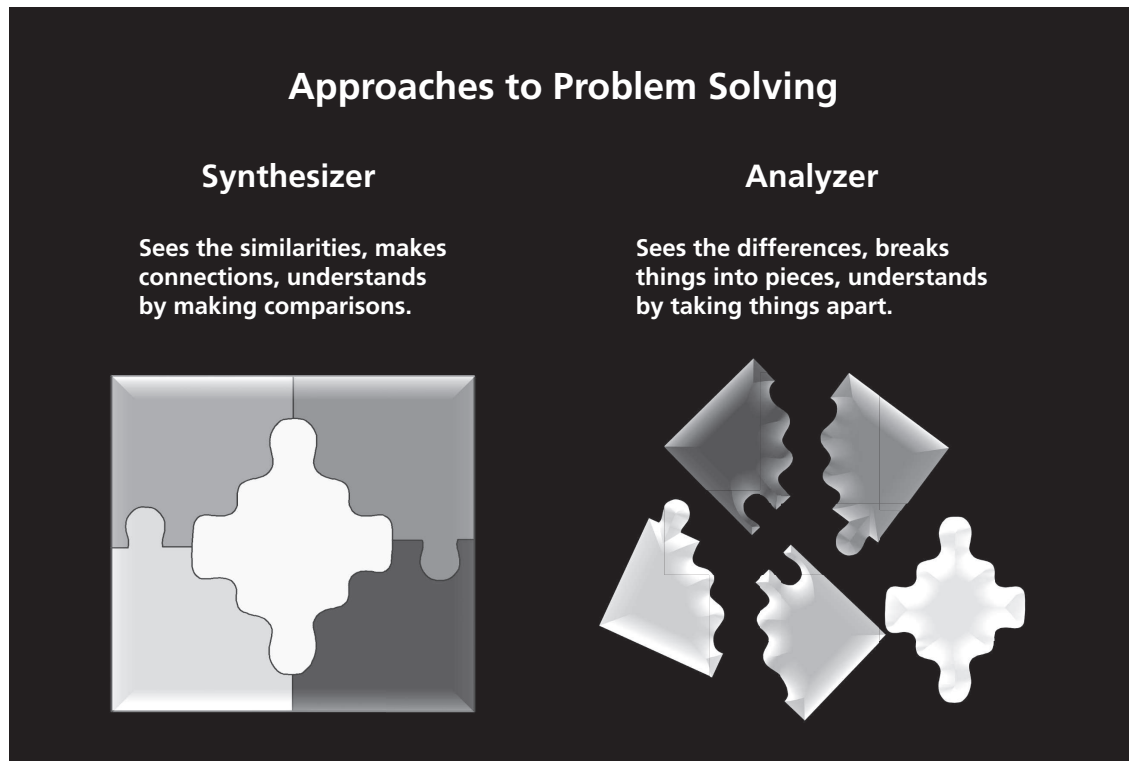 Approaches to Problem Solving
Synthesizer
Sees the similarities, makes
connections, understands
by making comparisons.
Analyzer
Sees the differences, breaks
things into pieces, understands
by taking things apart.